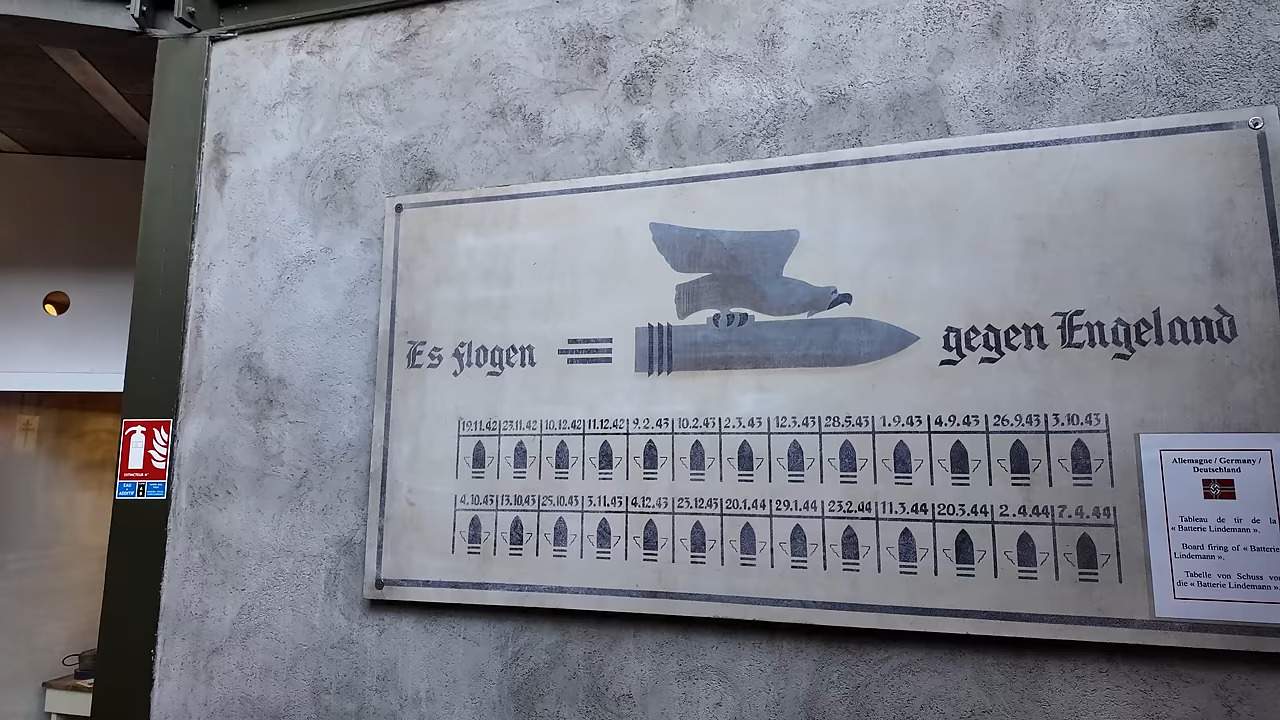 Es flogen gegen Engeland
19.11.42 23.11.42 10.12.42 11.12.42 9.2.43 10.2.43 2.3.43 12.3.43 28.5.43 1.9.43 4.9.43 26.9.43 3.10.43
4.10.43 13.10.43 25.10.43 3.11.43 4.12.43 23.12.43 20.1.44 29.1.44 23.2.44 11.3.44 20.3.44 2.4.44 7.4.44
Allemagne / Germany /
Deutschland
Tableau de tir de la
« Batterie Lindemann ».
Board firing of « Batterie
Lindemann ».
Tabelle von Schuss von
die « Batterie Lindemann ».
EXTINCTEUR
EAU
ADDITIF